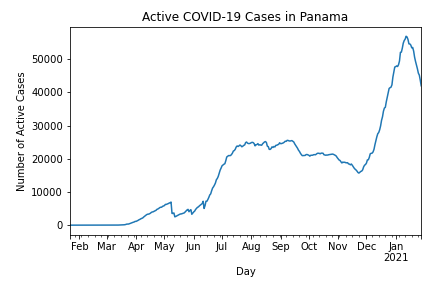 Active COVID-19 Cases in Panama
Number of Active Cases
50000
40000
30000
20000
10000
0
Feb Mar Apr May Jun Jul Aug Sep Oct Nov Dec Jan
2021
Day